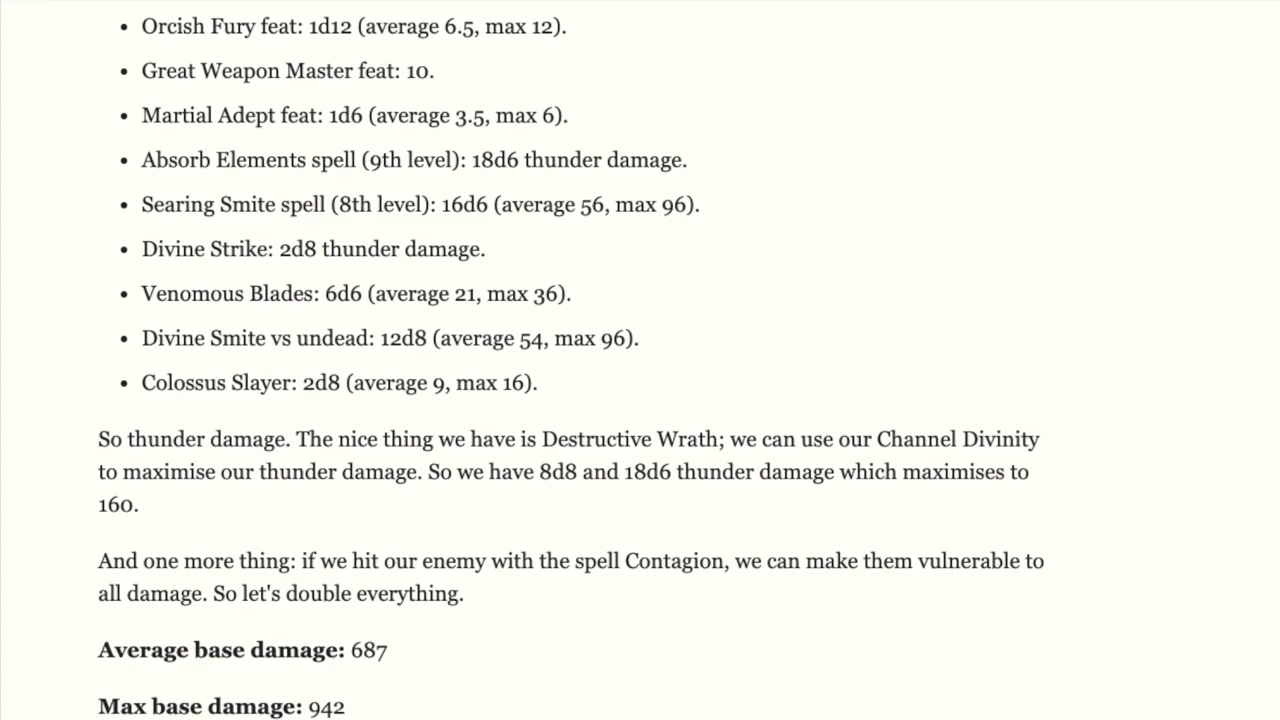 • Orcish Fury feat: 1d12 (average 6.5, max 12).
• Great Weapon Master feat: 10.
• Martial Adept feat: 1d6 (average 3.5, max 6).
• Absorb Elements spell (9th level): 18d6 thunder damage.
• Searing Smite spell (8th level): 16d6 (average 56, max 96).
• Divine Strike: 2d8 thunder damage.
• Venomous Blades: 6d6 (average 21, max 36).
• Divine Smite vs undead: 12d8 (average 54, max 96).
• Colossus Slayer: 2d8 (average 9, max 16).
So thunder damage. The nice thing we have is Destructive Wrath; we can use our Channel Divinity
to maximise our thunder damage. So we have 8d8 and 18d6 thunder damage which maximises to
160.
And one more thing: if we hit our enemy with the spell Contagion, we can make them vulnerable to
all damage. So let's double everything.
Average base damage: 687
Max base damage: 942